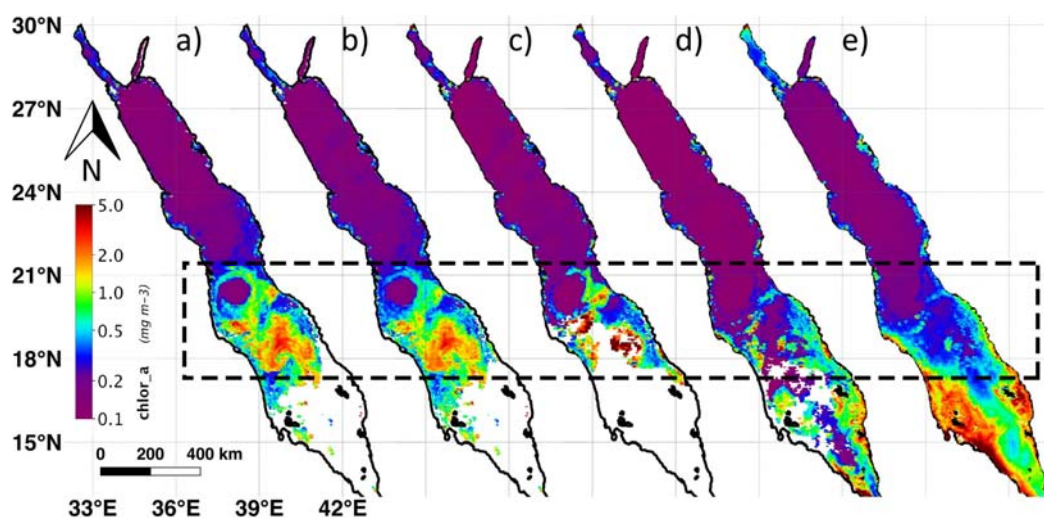 30°N
a) b) c) d) e)
27°N
N
24°N
5.0
2.0
21°N
1.0
0.5
18°N
0.2
0.1
chlor_a (mg m-3)
15°N
0 200 400 km
33°E 36°E 39°E 42°E